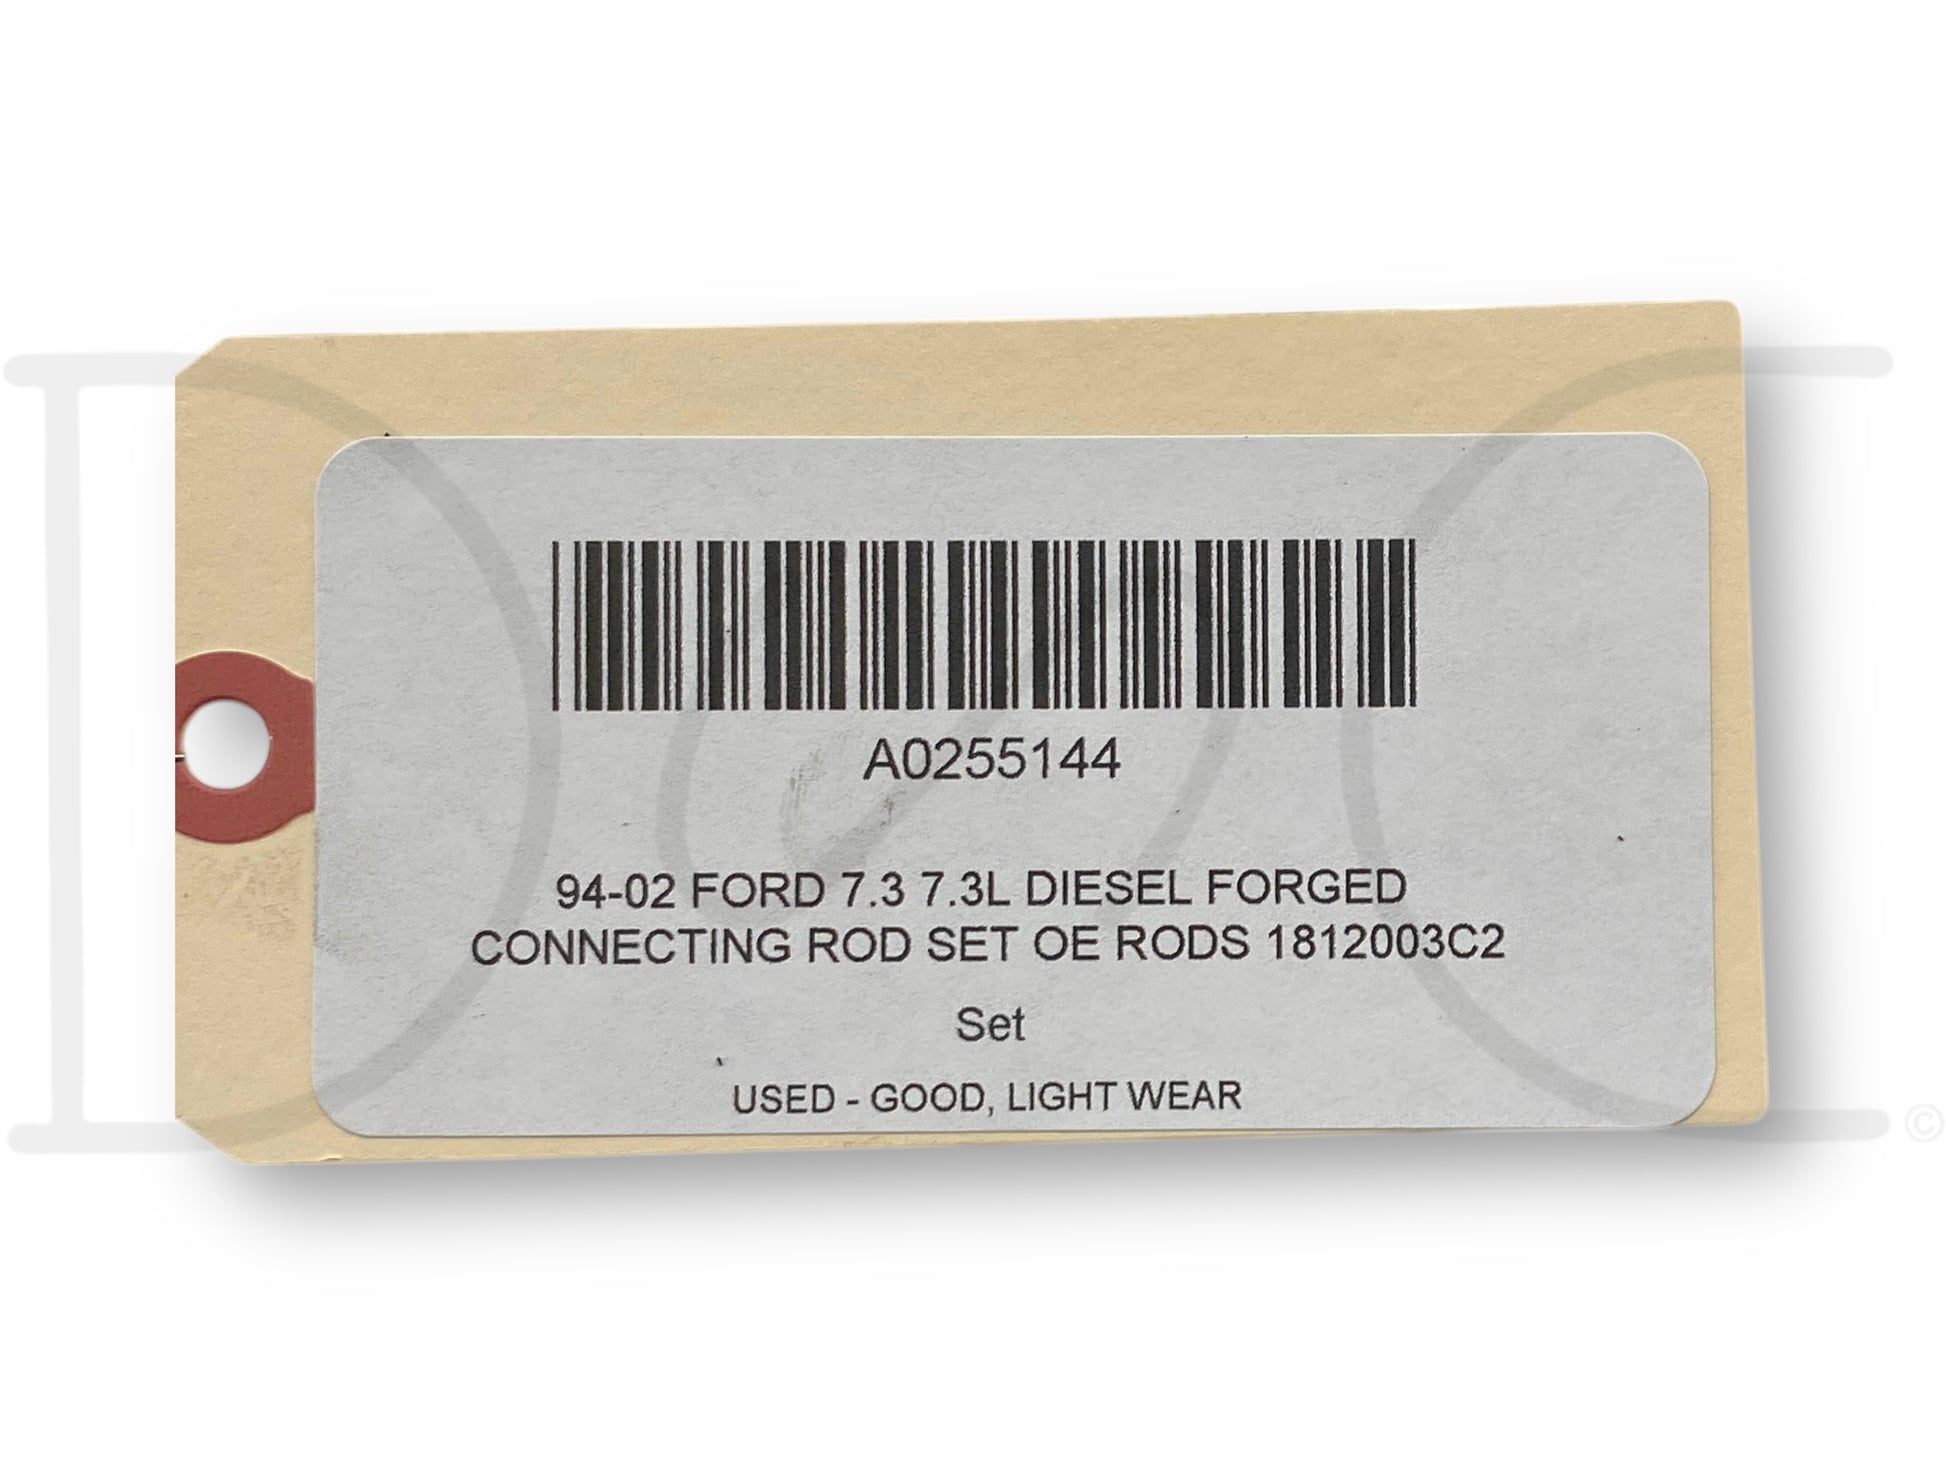 A0255144
94-02 FORD 7.3 7.3L DIESEL FORGED
CONNECTING ROD SET OE RODS 1812003C2
Set
USED - GOOD, LIGHT WEAR
©